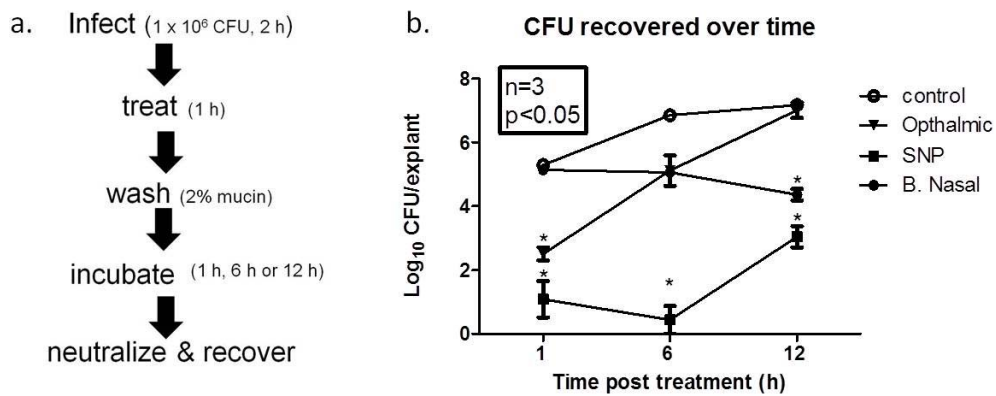 a.
Infect (1 x 10⁶ CFU, 2 h)
treat (1 h)
wash (2% mucin)
incubate (1 h, 6 h or 12 h)
neutralize & recover
b.
CFU recovered over time
n=3
p<0.05
Log₁₀ CFU/explant
8
6
4
2
0
*
*
*
*
*
1
6
12
Time post treatment (h)
control
Opthalmic
SNP
B. Nasal